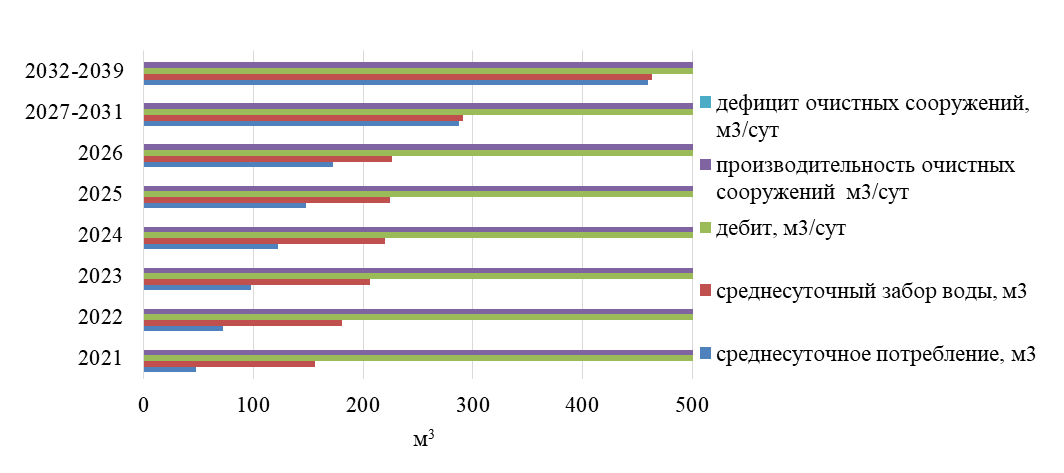 2032-2039
2027-2031
2026
2025
2024
2023
2022
2021
0 100 200 300 400 500
м³
дефицит очистных сооружений,
м3/сут
производительность очистных
сооружений м3/сут
дебит, м3/сут
среднесуточный забор воды, м3
среднесуточное потребление, м3